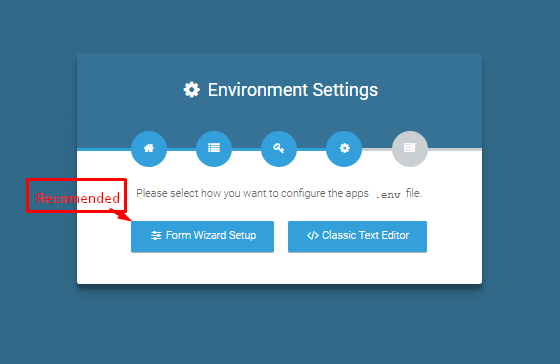 Environment Settings
Please select how you want to configure the apps .env file.
Recomended
Form Wizard Setup
Classic Text Editor